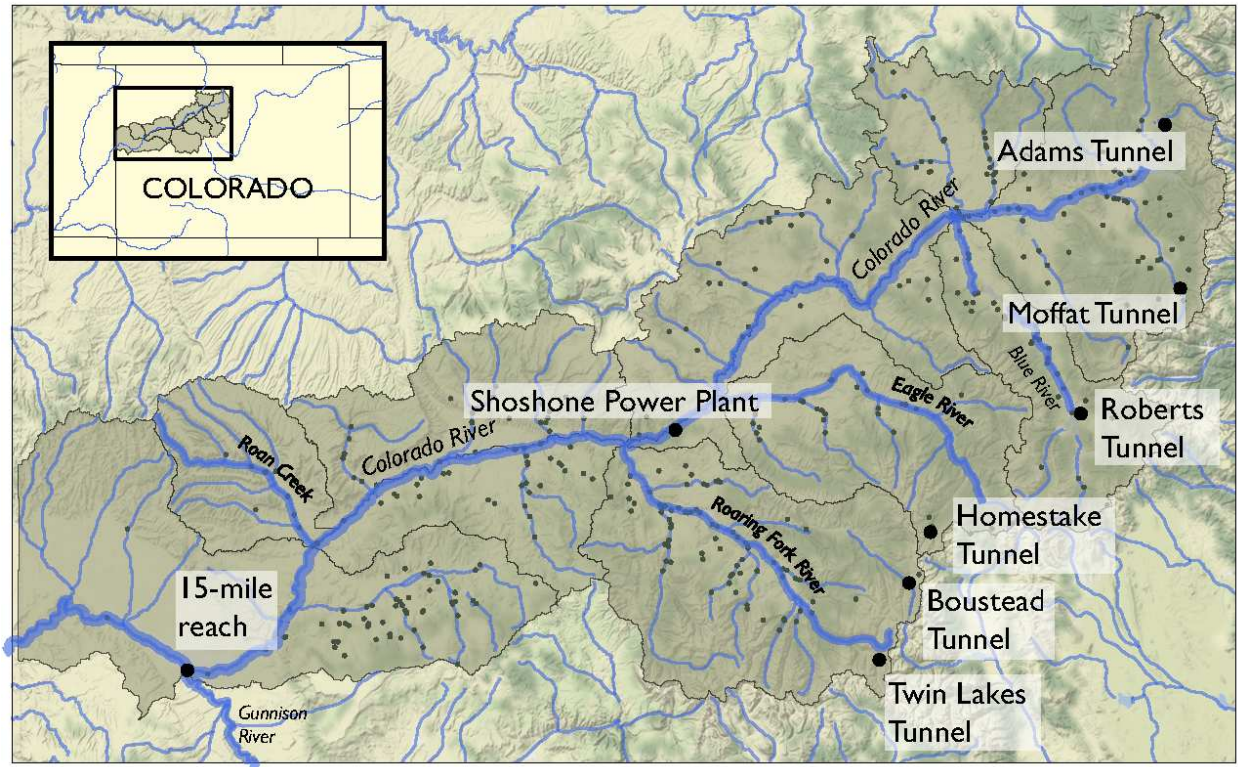 COLORADO
Adams Tunnel
Colorado River
Moffat Tunnel
Blue River
Eagle River
Shoshone Power Plant
Roberts
Tunnel
Colorado River
Roan Creek
Roaring Fork River
Homestake
Tunnel
15-mile
reach
Boustead
Tunnel
Twin Lakes
Tunnel
Gunnison
River